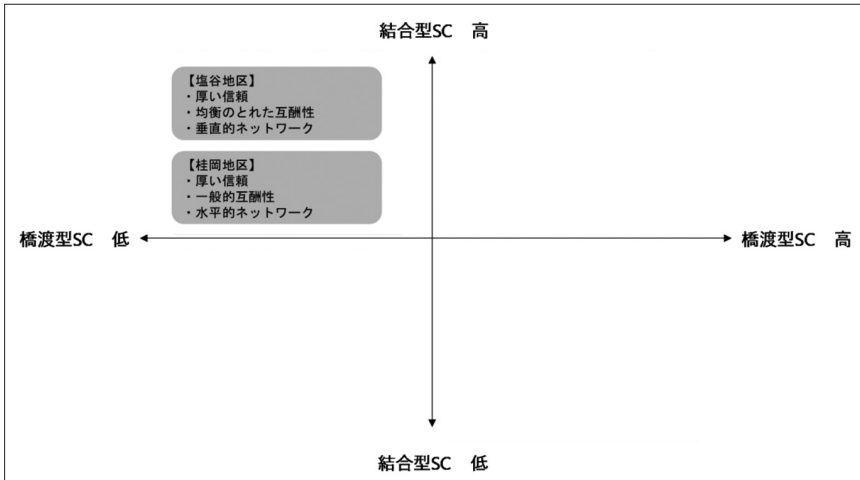 結合型SC 高
【塩谷地区】
・厚い信頼
・均衡のとれた互酬性
・垂直的ネットワーク
【桂岡地区】
・厚い信頼
・一般的互酬性
・水平的ネットワーク
橋渡型SC 低
橋渡型SC 高
結合型SC 低